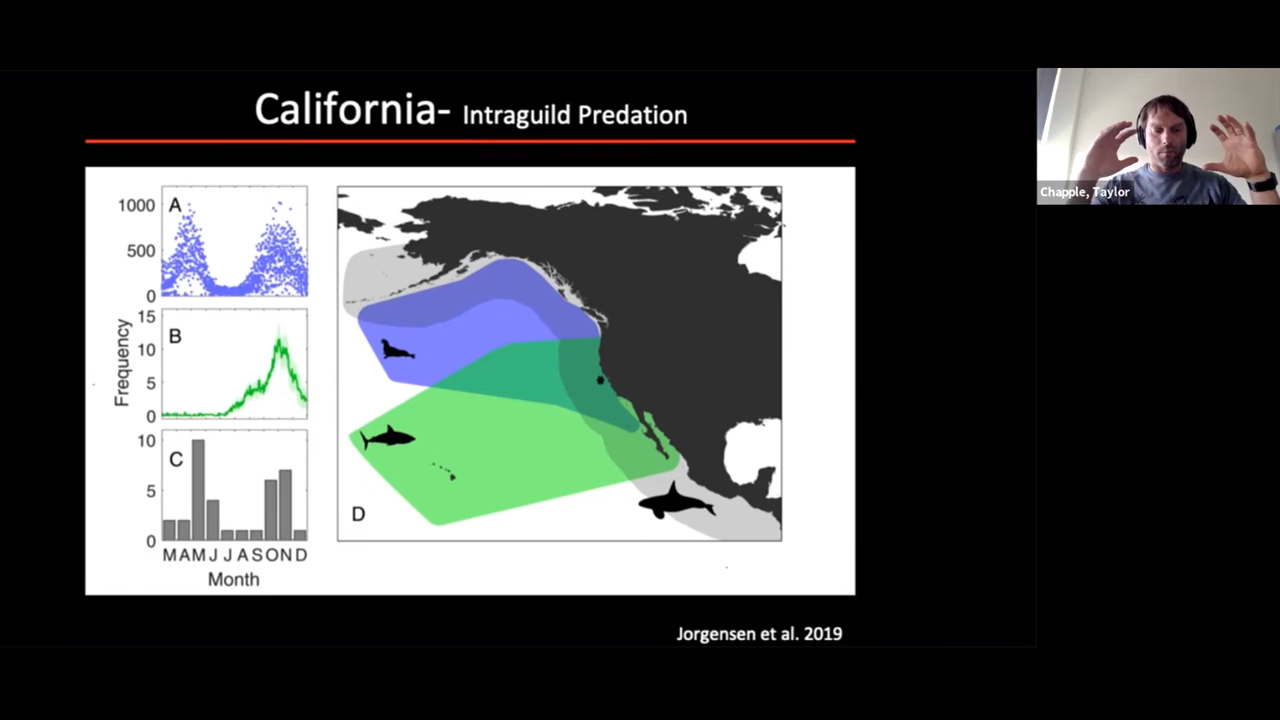 California- Intraguild Predation
Chapple, Taylor
A
1000
500
0
B
15
10
5
0
Frequency
C
10
5
0
M A M J J A S O N D
Month
D
Jorgensen et al. 2019